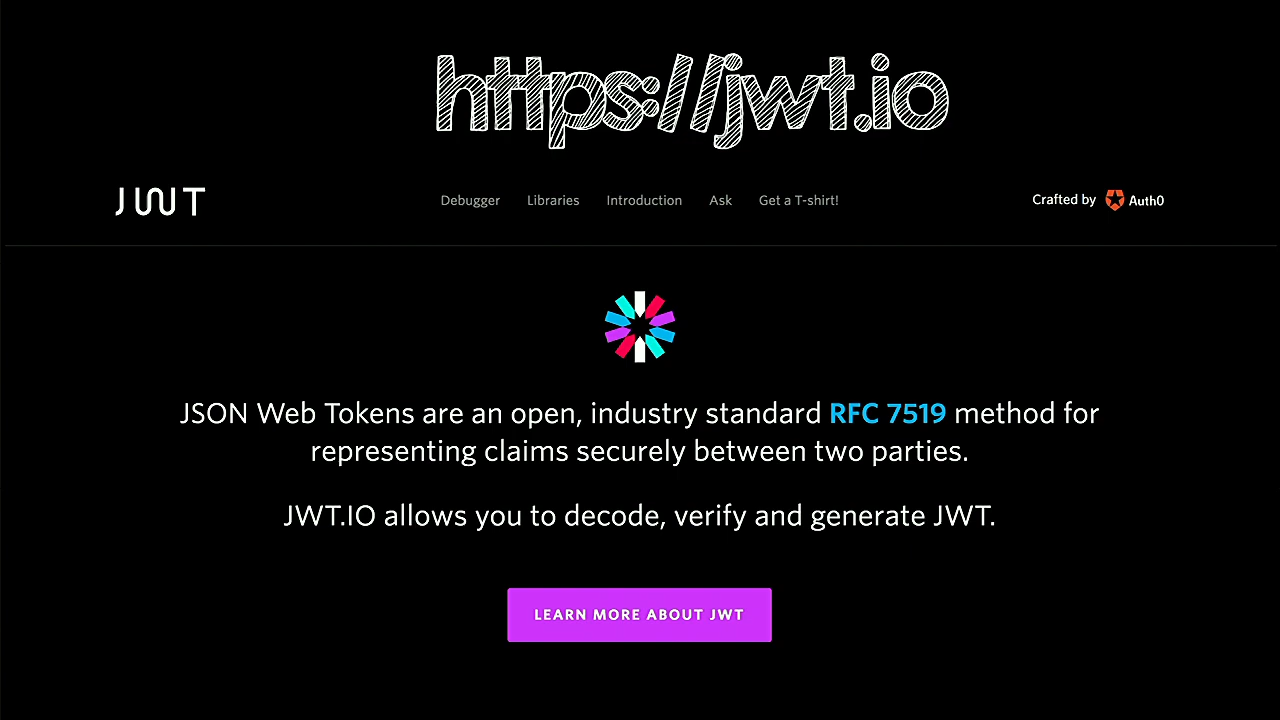 https://jwt.io
JWT
Debugger Libraries Introduction Ask Get a T-shirt!
Crafted by Auth0
JSON Web Tokens are an open, industry standard RFC 7519 method for
representing claims securely between two parties.
JWT.IO allows you to decode, verify and generate JWT.
LEARN MORE ABOUT JWT